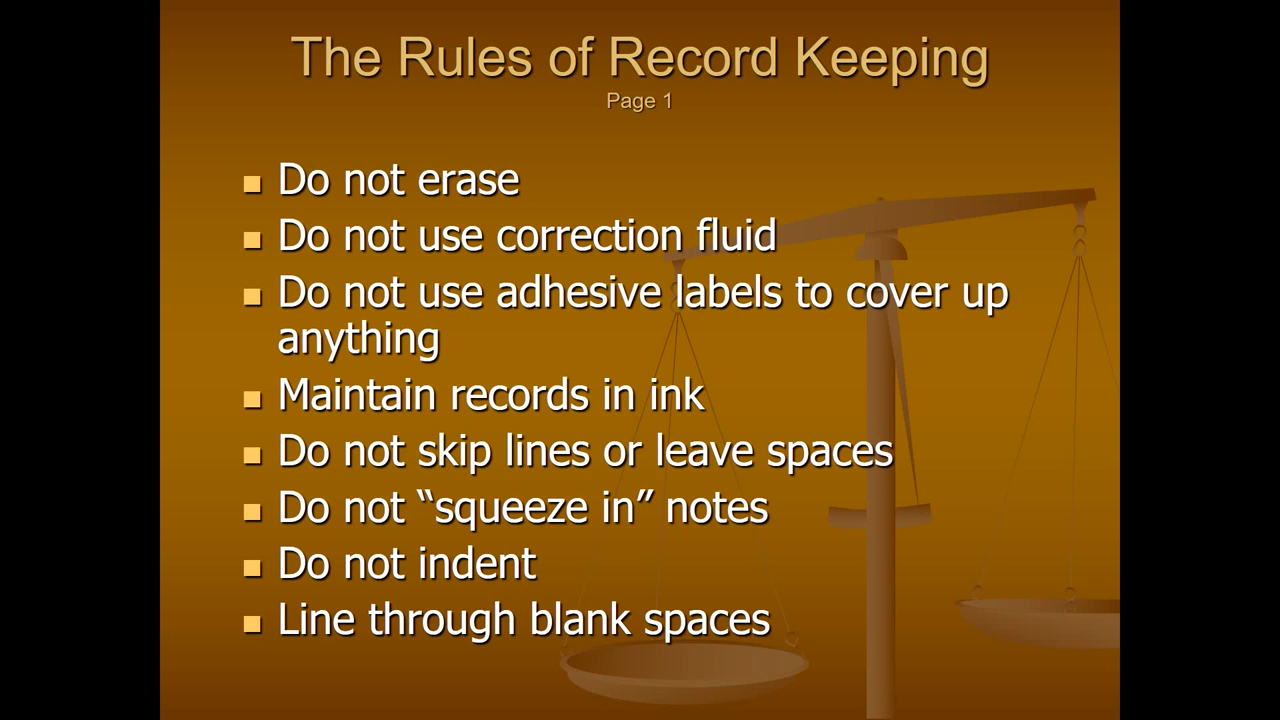 The Rules of Record Keeping
Page 1
Do not erase
Do not use correction fluid
Do not use adhesive labels to cover up
anything
Maintain records in ink
Do not skip lines or leave spaces
Do not “squeeze in” notes
Do not indent
Line through blank spaces